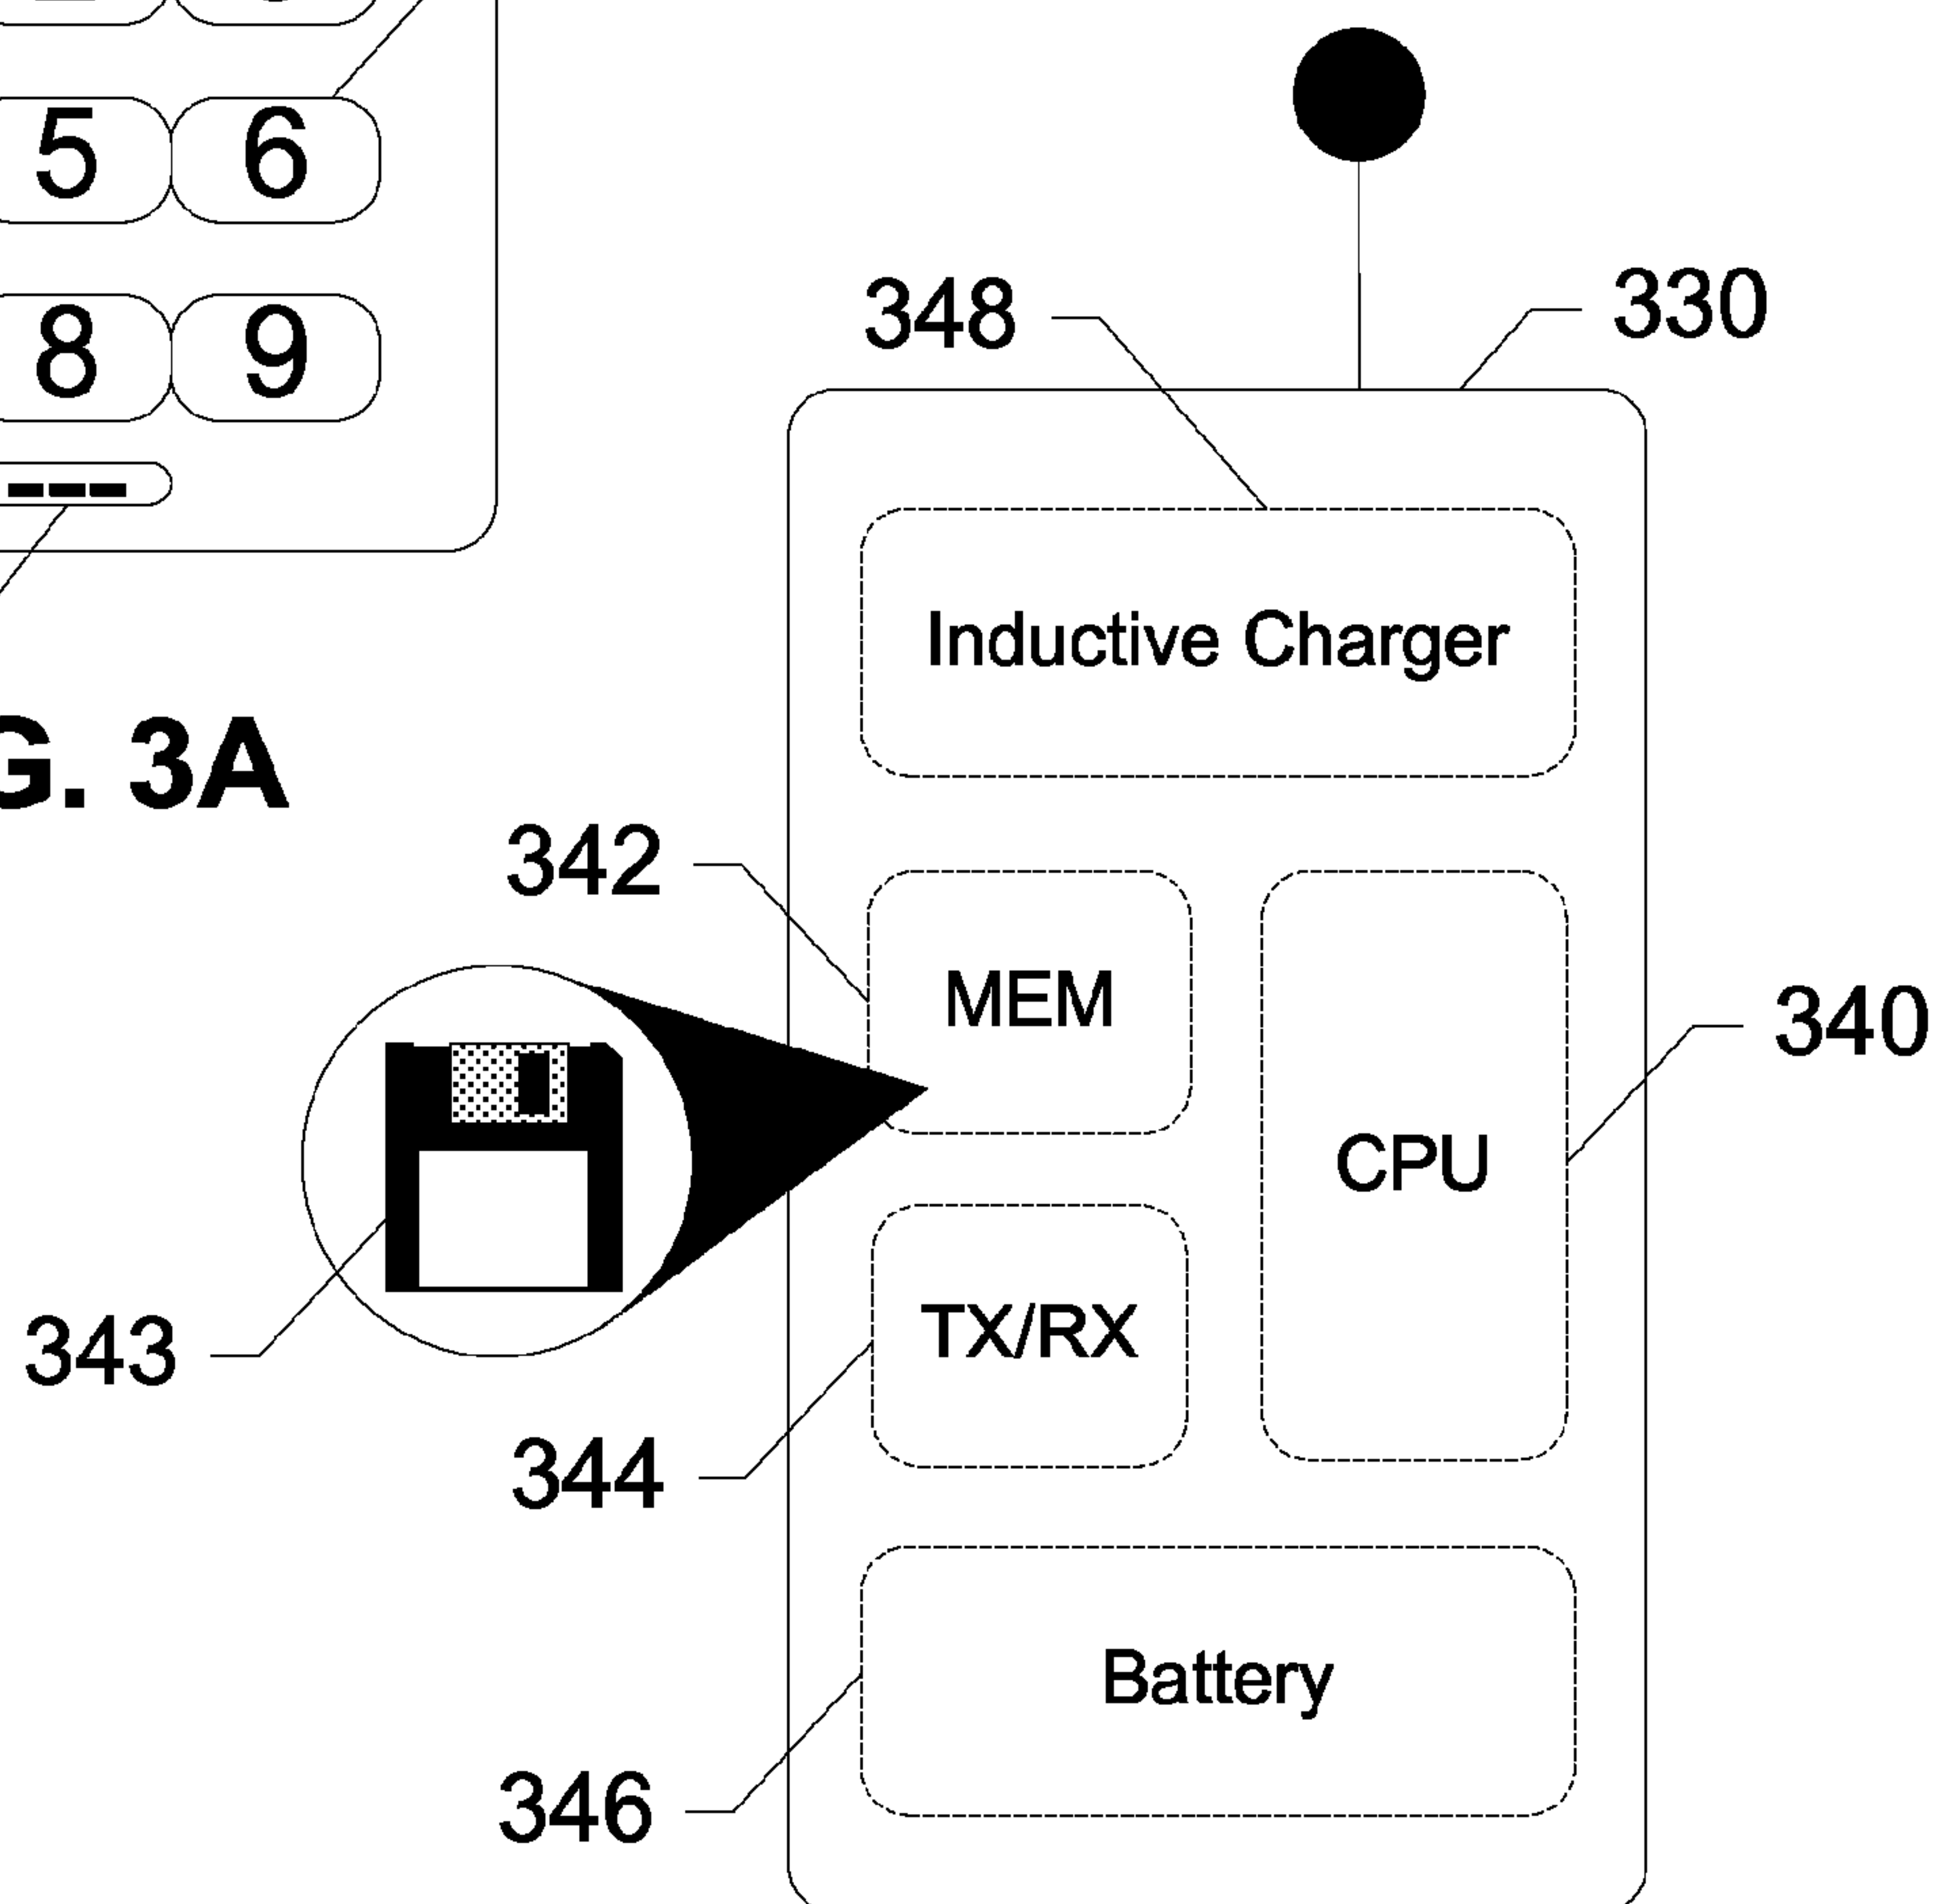 5 6
8 9
G. 3A
348
330
Inductive Charger
342
MEM
340
CPU
343
TX/RX
344
Battery
346